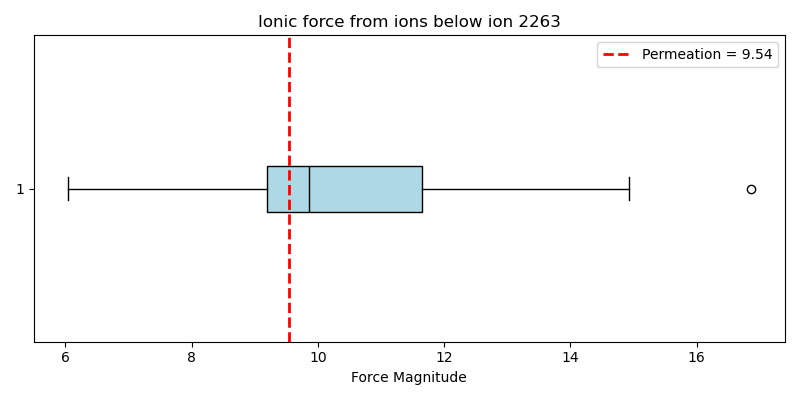 Ionic force from ions below ion 2263
Permeation = 9.54
1
6 8 10 12 14 16
Force Magnitude